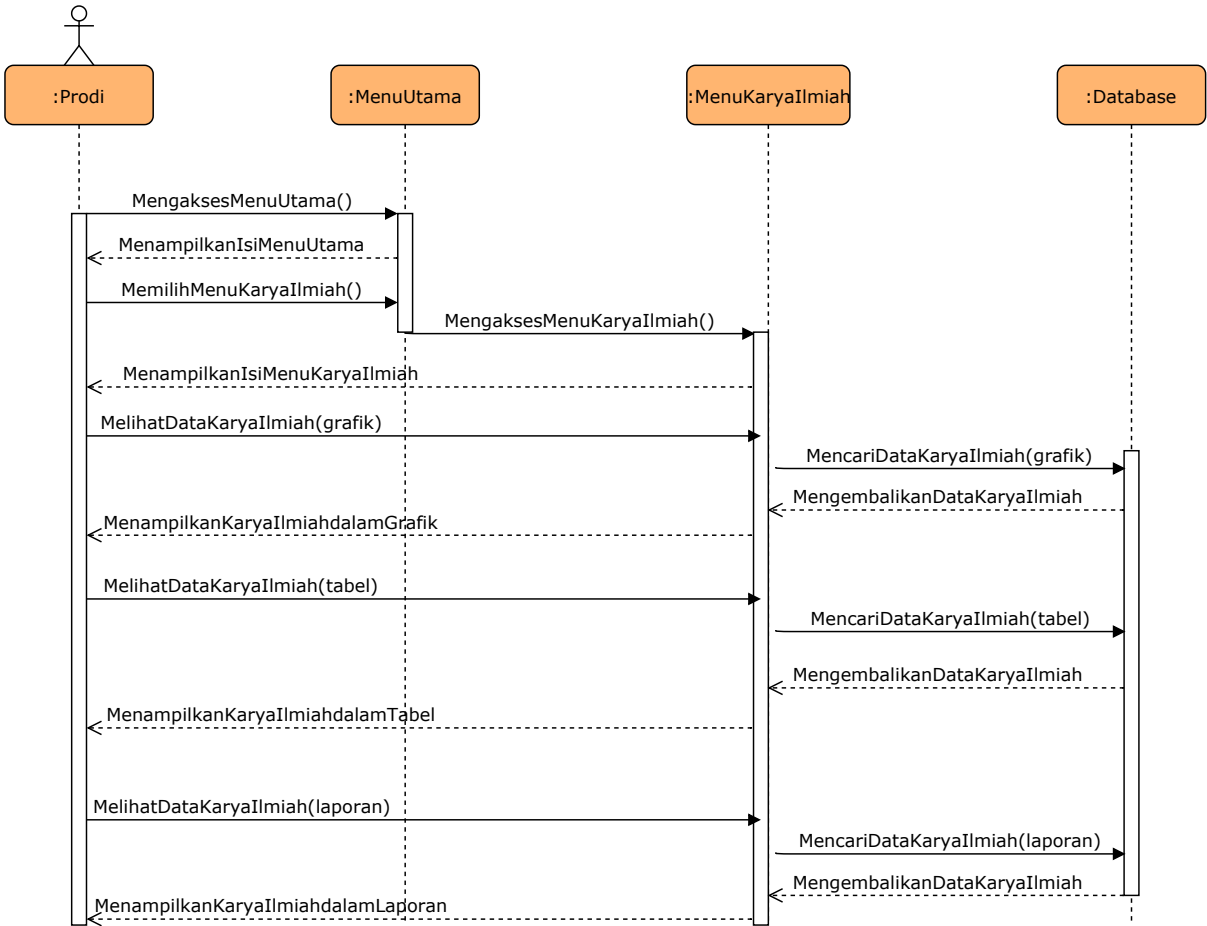 :Prodi
:MenuUtama
:MenuKaryaIlmiah
:Database
MengaksesMenuUtama()
MenampilkanIsiMenuUtama
MemilihMenuKaryaIlmiah()
MengaksesMenuKaryaIlmiah()
MenampilkanIsiMenuKaryaIlmiah
MelihatDataKaryaIlmiah(grafik)
MencariDataKaryaIlmiah(grafik)
MengembalikanDataKaryaIlmiah
MenampilkanKaryaIlmiahdalamGrafik
MelihatDataKaryaIlmiah(tabel)
MencariDataKaryaIlmiah(tabel)
MengembalikanDataKaryaIlmiah
MenampilkanKaryaIlmiahdalamTabel
MelihatDataKaryaIlmiah(laporan)
MencariDataKaryaIlmiah(laporan)
MengembalikanDataKaryaIlmiah
MenampilkanKaryaIlmiahdalamLaporan